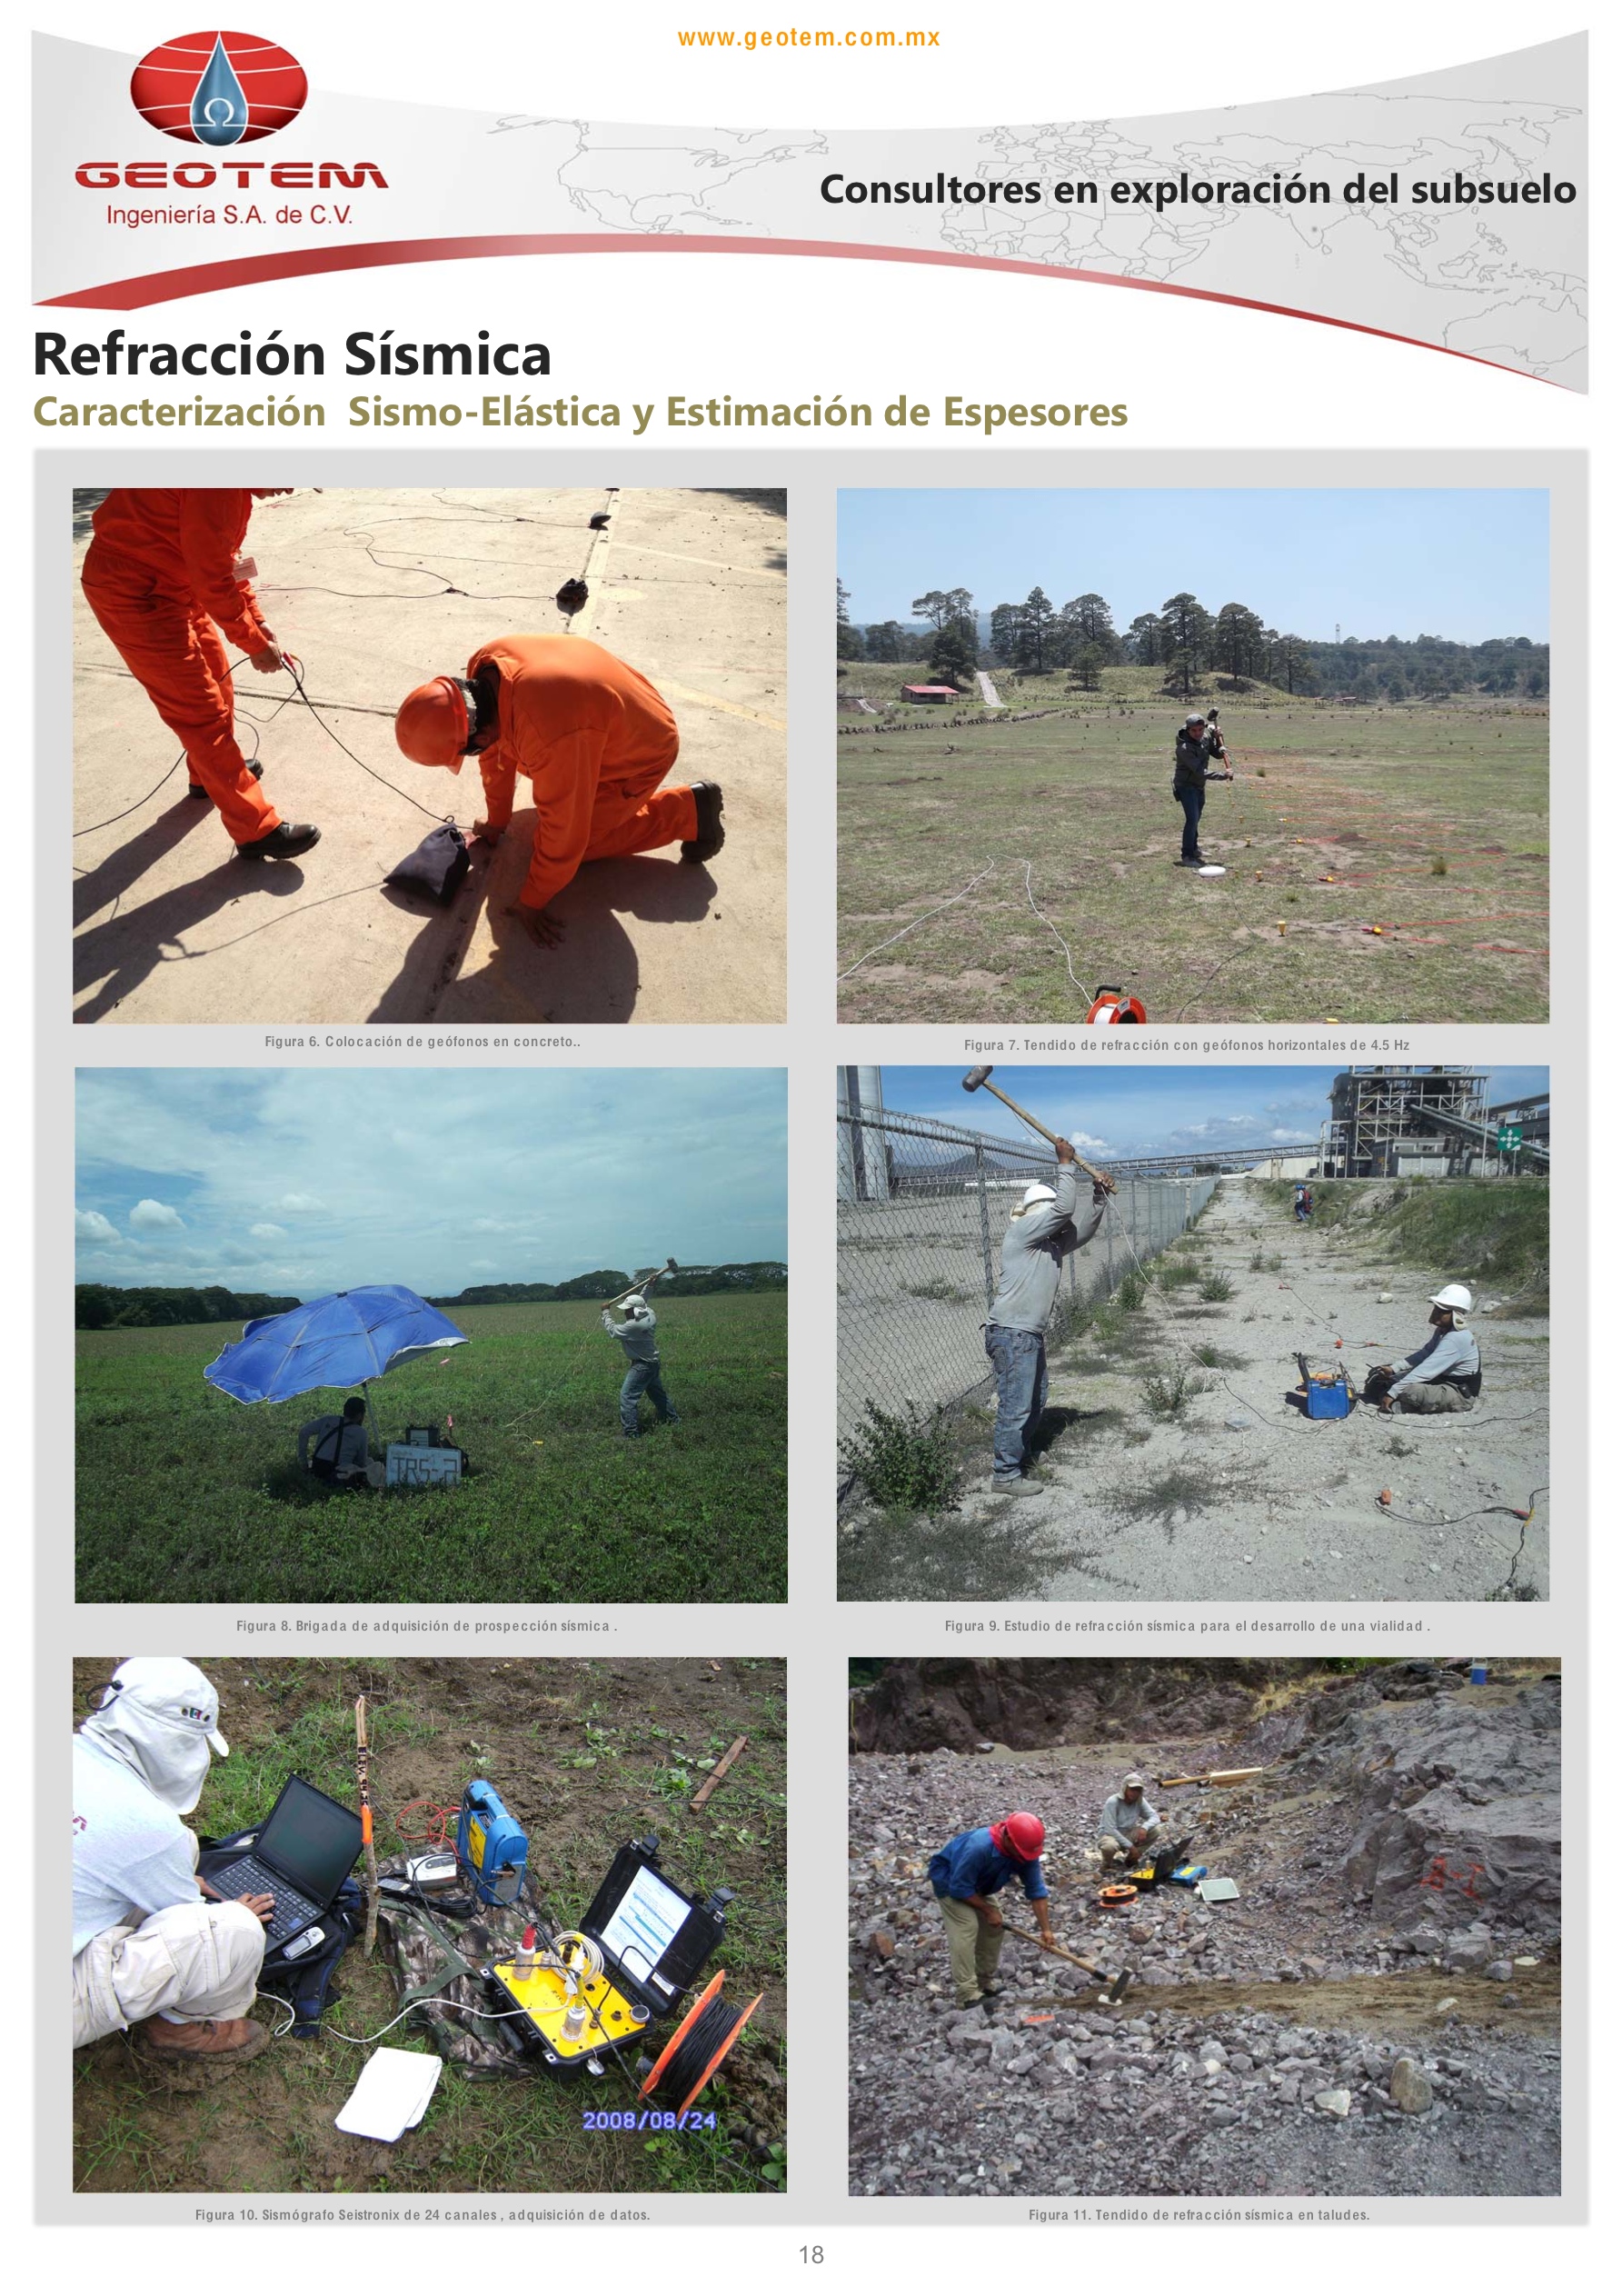 www.geotem.com.mx
GEOTEM
Ingeniería S.A. de C.V.
Consultores en exploración del subsuelo
Refracción Sísmica
Caracterización Sismo-Elástica y Estimación de Espesores
Figura 6. Colocación de geófonos en concreto..
Figura 7. Tendido de refracción con geófonos horizontales de 4.5 Hz
TRS-7
Figura 8. Brigada de adquisición de prospección sísmica .
Figura 9. Estudio de refracción sísmica para el desarrollo de una vialidad .
2008/08/24
Figura 10. Sismógrafo Seistronix de 24 canales , adquisición de datos.
Figura 11. Tendido de refracción sísmica en taludes.
18